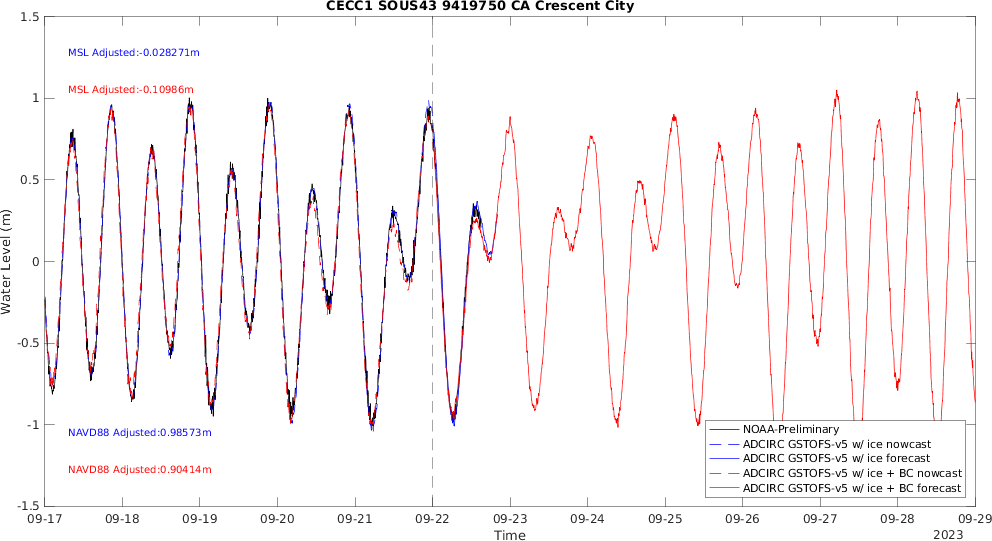 CECC1 SOUS43 9419750 CA Crescent City
1.5
1
0.5
0
-0.5
-1
-1.5
Water Level (m)
MSL Adjusted:-0.028271m
MSL Adjusted:-0.10986m
NAVD88 Adjusted:0.98573m
NAVD88 Adjusted:0.90414m
NOAA-Preliminary
ADCIRC GSTOFS-v5 w/ ice nowcast
ADCIRC GSTOFS-v5 w/ ice forecast
ADCIRC GSTOFS-v5 w/ ice + BC nowcast
ADCIRC GSTOFS-v5 w/ ice + BC forecast
09-17 09-18 09-19 09-20 09-21 09-22 09-23 09-24 09-25 09-26 09-27 09-28 09-29
Time
2023